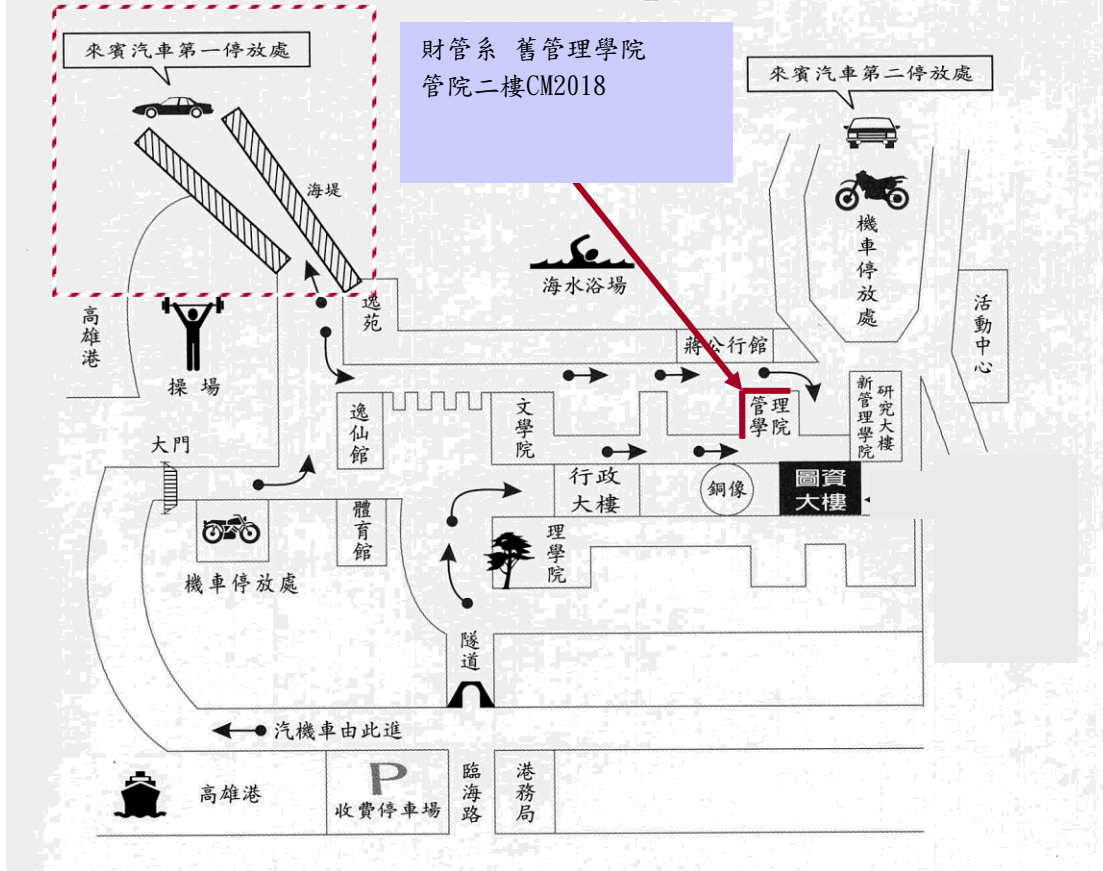 來賓汽車第一停放處
財管系 舊管理學院
管院二樓CM2018
來賓汽車第二停放處
海堤
機車停放處
海水浴場
逸苑
高雄港
活動中心
蔣公行館
操場
新管理學院
研究大樓
管理
學院
文學院
逸仙館
大門
行政
大樓
銅像
圖資
大樓
體育館
理學院
機車停放處
隧道
汽機車由此進
高雄港
P
收費停車場
臨海路
港務局